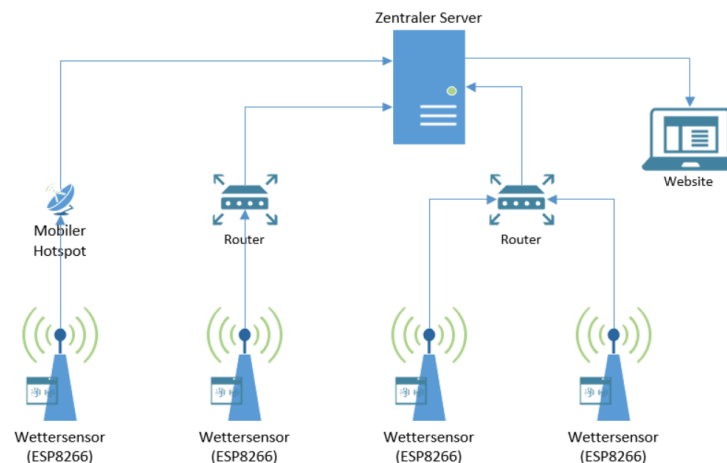 Zentraler Server
Website
Mobiler
Hotspot
Router
Router
Wettersensor
(ESP8266)
Wettersensor
(ESP8266)
Wettersensor
(ESP8266)
Wettersensor
(ESP8266)